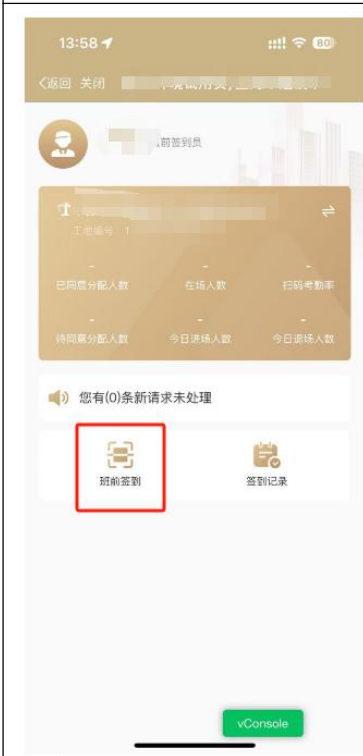 13:58
80
返回 关闭
前签到员
工地编号:1
- - -
已同意分配人数 在场人数 扫码考勤率
- - -
待同意分配人数 今日进场人数 今日退场人数
您有(0)条新请求未处理
班前签到 签到记录
vConsole